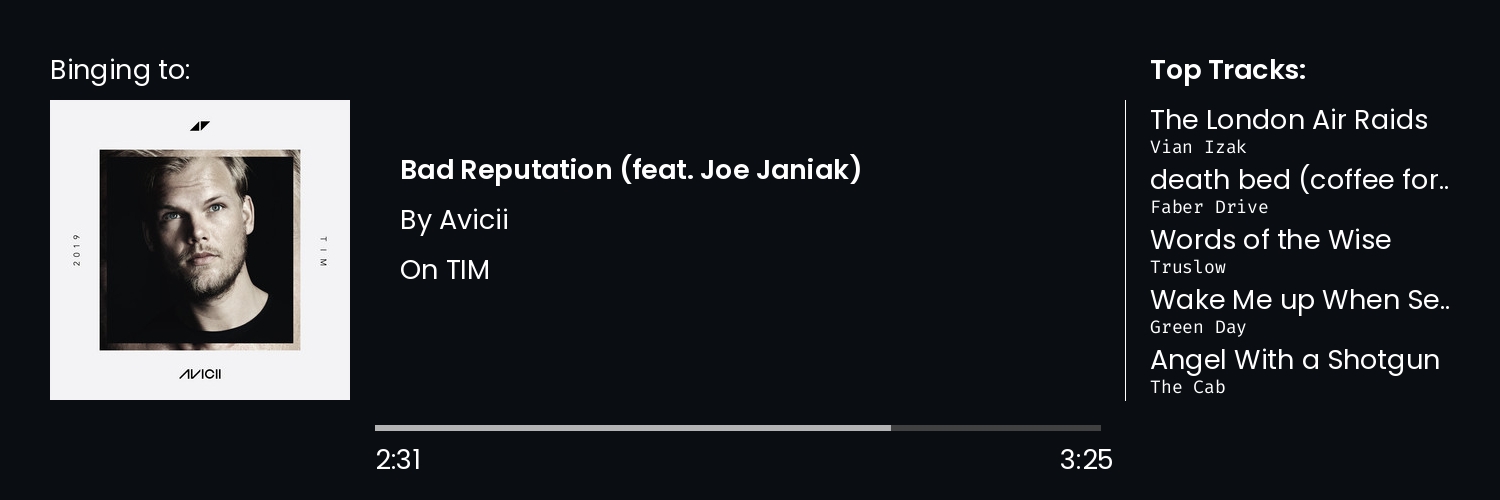 Binging to:
2019
TIM
AVICII
Bad Reputation (feat. Joe Janiak)
By Avicii
On TIM
2:31
3:25
Top Tracks:
The London Air Raids
Vian Izak
death bed (coffee for..
Faber Drive
Words of the Wise
Truslow
Wake Me up When Se..
Green Day
Angel With a Shotgun
The Cab